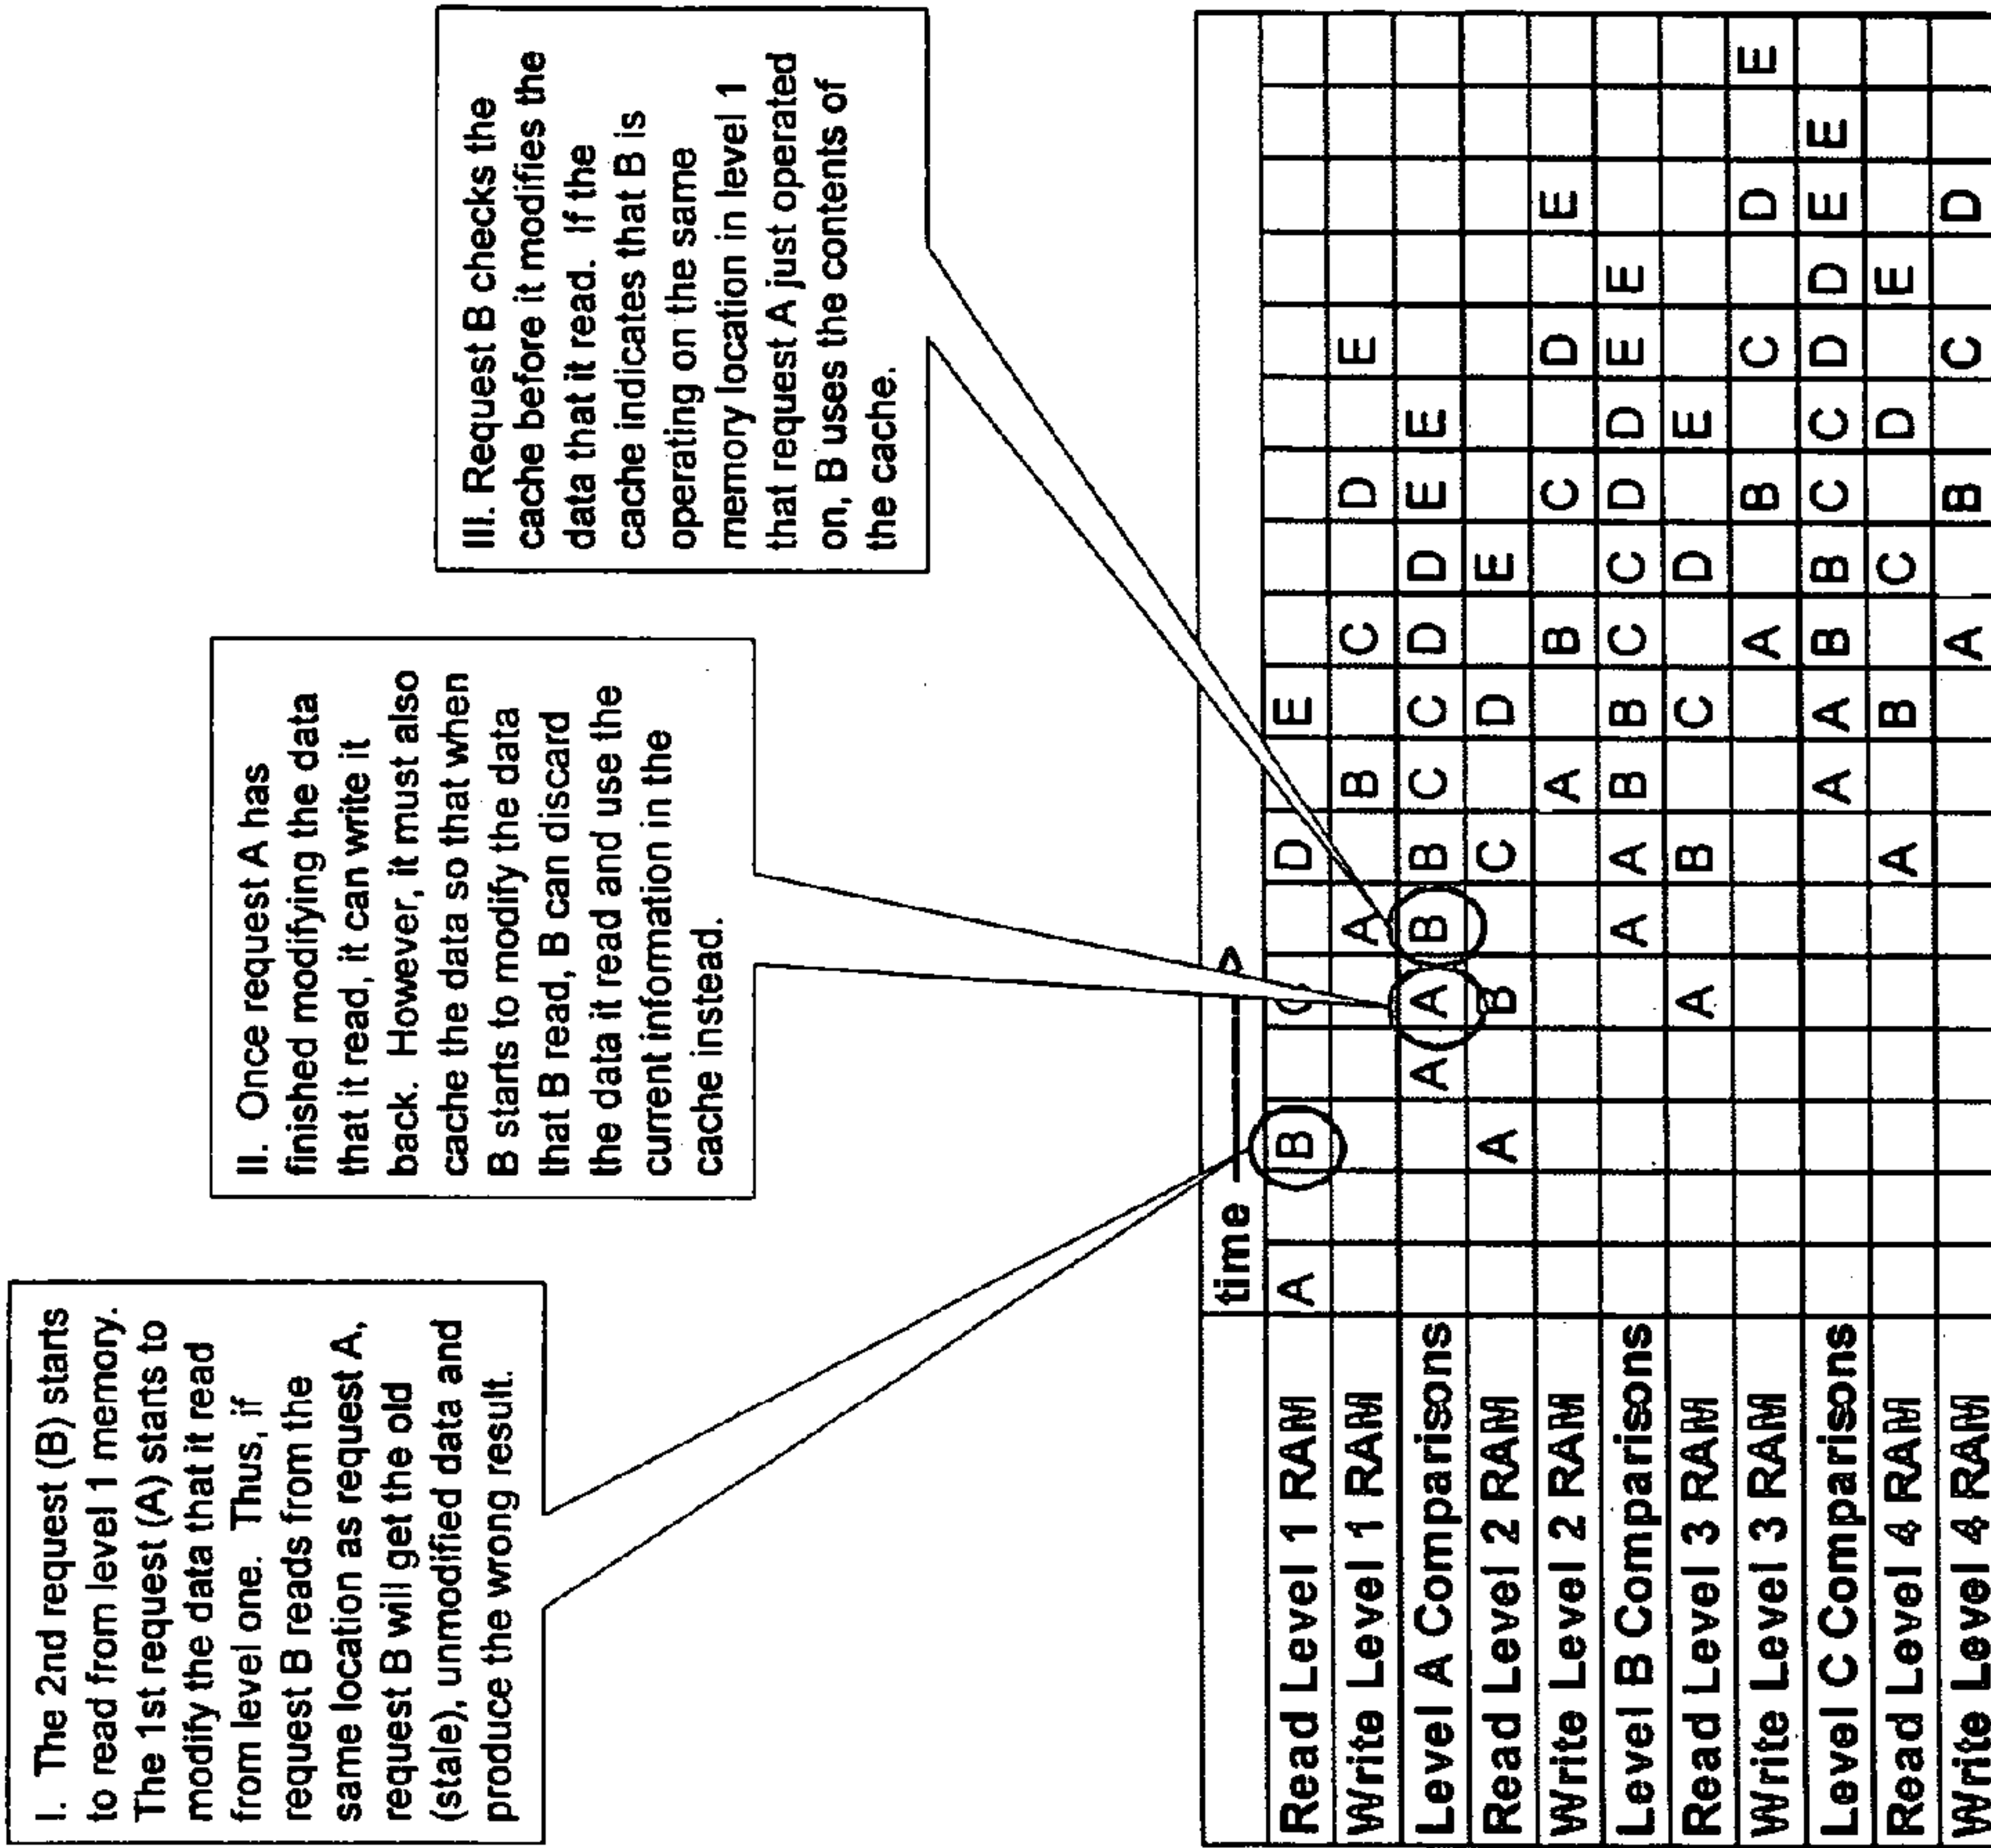 I. The 2nd request (B) starts
to read from level 1 memory.
The 1st request (A) starts to
modify the data that it read
from level one. Thus, if
request B reads from the
same location as request A,
request B will get the old
(stale), unmodified data and
produce the wrong result.
II. Once request A has
finished modifying the data
that it read, it can write it
back. However, it must also
cache the data so that when
B starts to modify the data
that B read, B can discard
the data it read and use the
current information in the
cache instead.
III. Request B checks the
cache before it modifies the
data that it read. If the
cache indicates that B is
operating on the same
memory location in level 1
that request A just operated
on, B uses the contents of
the cache.
time
Read Level 1 RAM A B D E
Write Level 1 RAM A B C D E
Level A Comparisons A A B B C C D D E E
Read Level 2 RAM A B C D E
Write Level 2 RAM A B C D E
Level B Comparisons A A B B C C D D E E
Read Level 3 RAM A B C D E
Write Level 3 RAM A B C D E
Level C Comparisons A A B B C C D D E E
Read Level 4 RAM A B C D E
Write Level 4 RAM A B C D